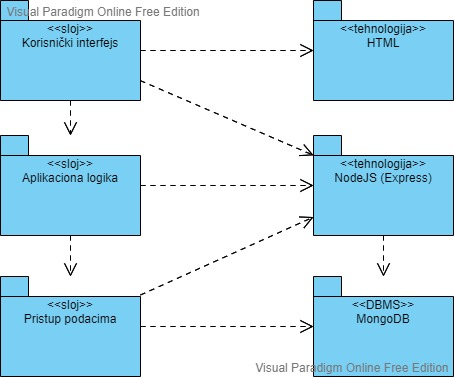 Visual Paradigm Online Free Edition
<<sloj>>
Korisnički interfejs
<<tehnologija>>
HTML
<<sloj>>
Aplikaciona logika
<<tehnologija>>
NodeJS (Express)
<<sloj>>
Pristup podacima
<<DBMS>>
MongoDB
Visual Paradigm Online Free Edition